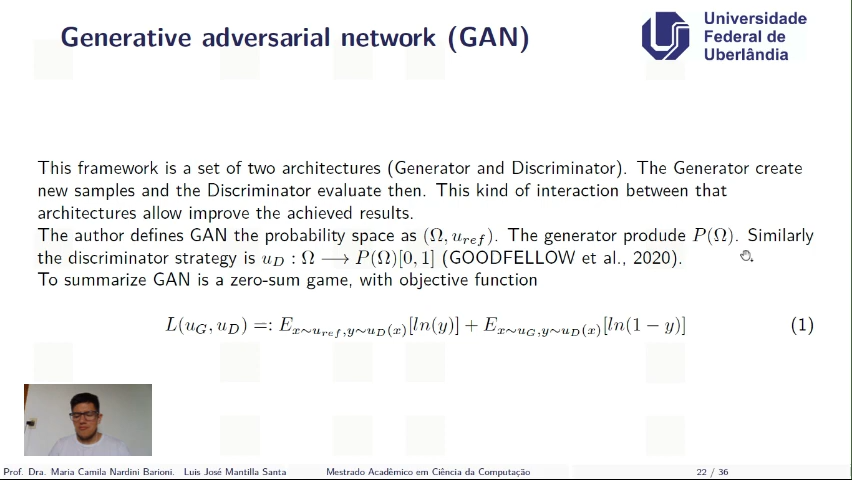 Generative adversarial network (GAN)
Universidade
Federal de
Uberlândia
This framework is a set of two architectures (Generator and Discriminator). The Generator create
new samples and the Discriminator evaluate then. This kind of interaction between that
architectures allow improve the achieved results.
The author defines GAN the probability space as (Ω, u_{ref}). The generator produde P(Ω). Similarly
the discriminator strategy is u_D : Ω ⟶ P(Ω)[0, 1] (GOODFELLOW et al., 2020).
To summarize GAN is a zero-sum game, with objective function
L(u_G, u_D) =: E_{x∼u_{ref},y∼u_D(x)}[ln(y)] + E_{x∼u_G,y∼u_D(x)}[ln(1 − y)] (1)
Prof. Dra. Maria Camila Nardini Barioni. Luis José Mantilla Santa Mestrado Acadêmico em Ciência da Computação 22 / 36